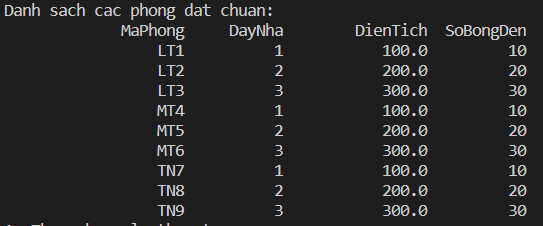 Danh sach cac phong dat chuan:
MaPhong DayNha DienTich SoBongDen
LT1 1 100.0 10
LT2 2 200.0 20
LT3 3 300.0 30
MT4 1 100.0 10
MT5 2 200.0 20
MT6 3 300.0 30
TN7 1 100.0 10
TN8 2 200.0 20
TN9 3 300.0 30